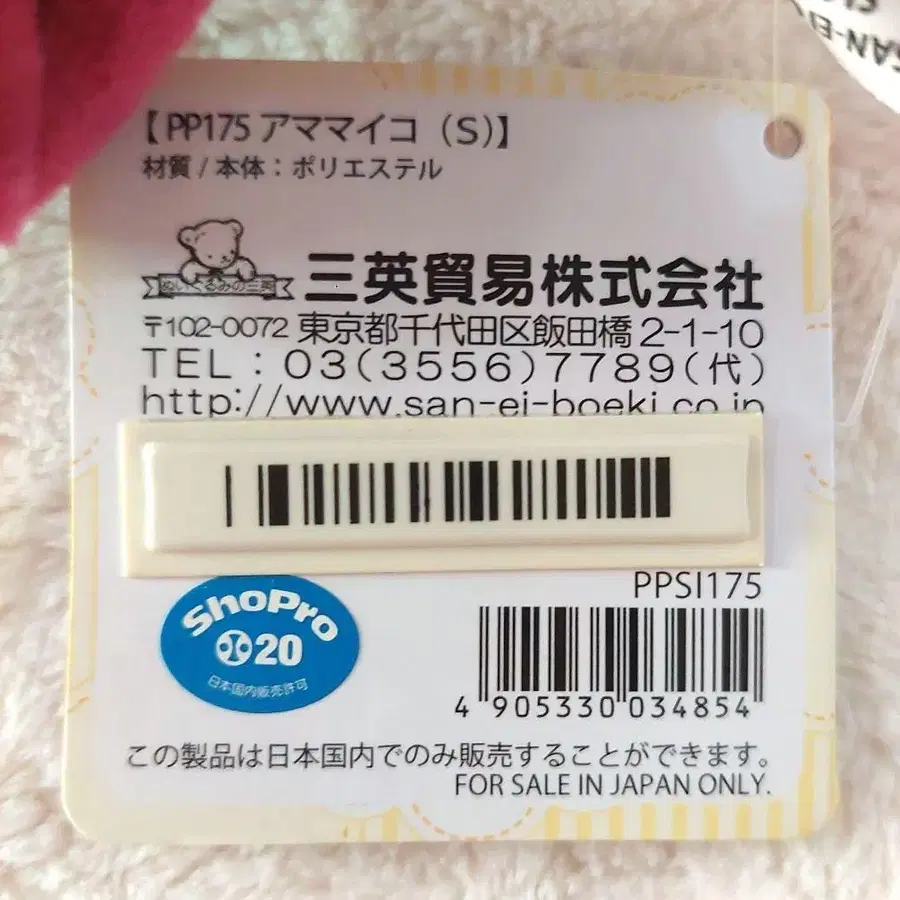 SAN-EI
【PP175 アママイコ（S）】
材質 / 本体：ポリエステル
ぬいぐるみの三英
三英貿易株式会社
〒102-0072 東京都千代田区飯田橋 2-1-10
TEL：03(3556)7789(代)
http://www.san-ei-boeki.co.jp
PPSI175
ShoPro
20
日本国内販売許可
4 905330 034854
この製品は日本国内でのみ販売することができます。
FOR SALE IN JAPAN ONLY.